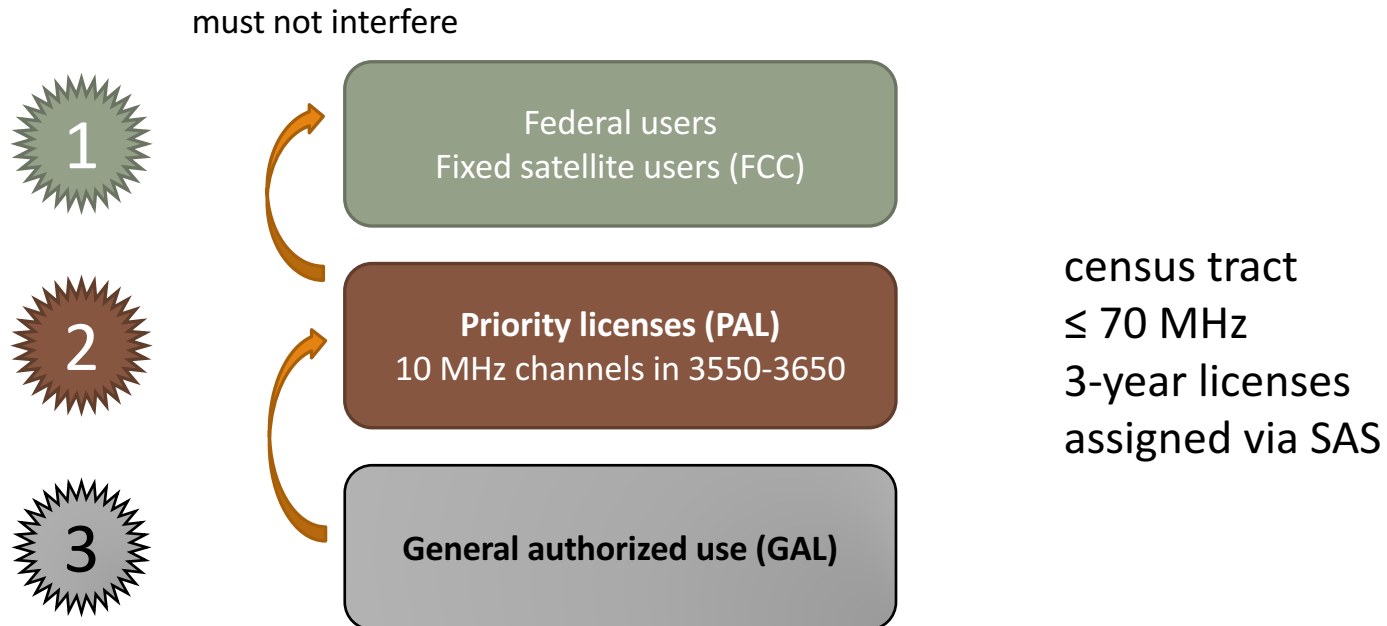 must not interfere
1
Federal users
Fixed satellite users (FCC)
2
Priority licenses (PAL)
10 MHz channels in 3550-3650
census tract
≤ 70 MHz
3-year licenses
assigned via SAS
3
General authorized use (GAL)